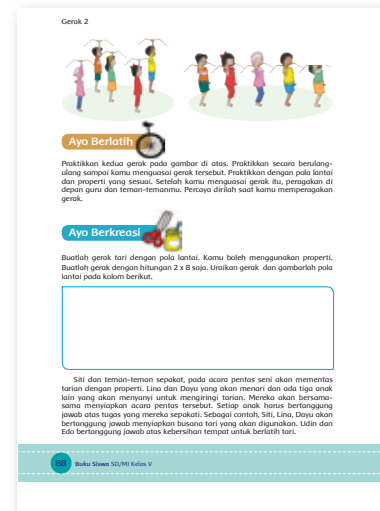 Gerak 2
Ayo Berlatih
Praktikkan kedua gerak pada gambar di atas. Praktikkan secara berulang-
ulang sampai kamu menguasai gerak tersebut. Praktikkan dengan pola lantai
dan properti yang sesuai. Setelah kamu menguasai gerak itu, peragakan di
depan guru dan teman-temanmu. Percaya dirilah saat kamu memperagakan
gerak.
Ayo Berkreasi
Buatlah gerak tari dengan pola lantai. Kamu boleh menggunakan properti.
Buatlah gerak dengan hitungan 2 x 8 saja. Uraikan gerak dan gambarlah pola
lantai pada kolom berikut.
Siti dan teman-teman sepakat, pada acara pentas seni akan mementas
tarian dengan properti. Lina dan Dayu yang akan menari dan ada tiga anak
lain yang akan menyanyi untuk mengiringi tarian. Mereka akan bersama-
sama menyiapkan acara pentas tersebut. Setiap anak harus bertanggung
jawab atas tugas yang mereka sepakati. Sebagai contoh, Siti, Lina, Dayu akan
bertanggung jawab menyiapkan busana tari yang akan digunakan. Udin dan
Edo bertanggung jawab atas kebersihan tempat untuk berlatih tari.
88 Buku Siswa SD/MI Kelas V